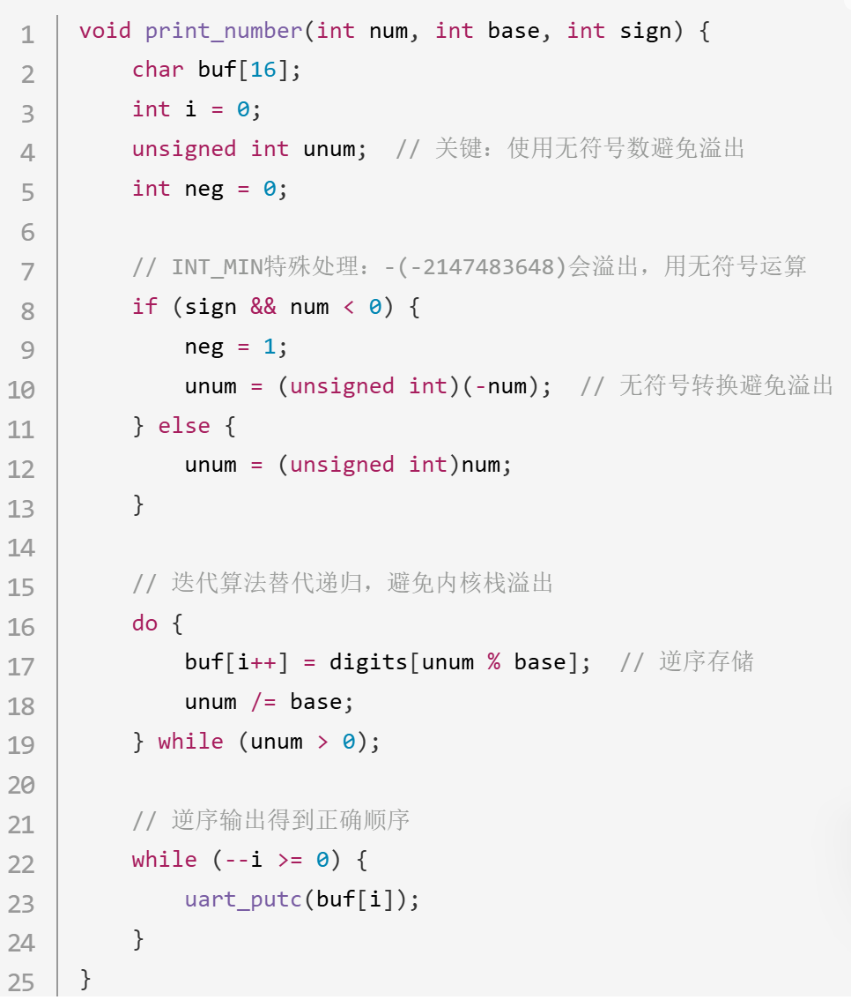 1 void print_number(int num, int base, int sign) {
2     char buf[16];
3     int i = 0;
4     unsigned int unum;  // 关键：使用无符号数避免溢出
5     int neg = 0;
6
7     // INT_MIN特殊处理：-(-2147483648)会溢出，用无符号运算
8     if (sign && num < 0) {
9         neg = 1;
10         unum = (unsigned int)(-num);  // 无符号转换避免溢出
11     } else {
12         unum = (unsigned int)num;
13     }
14
15     // 迭代算法替代递归，避免内核栈溢出
16     do {
17         buf[i++] = digits[unum % base];  // 逆序存储
18         unum /= base;
19     } while (unum > 0);
20
21     // 逆序输出得到正确顺序
22     while (--i >= 0) {
23         uart_putc(buf[i]);
24     }
25 }